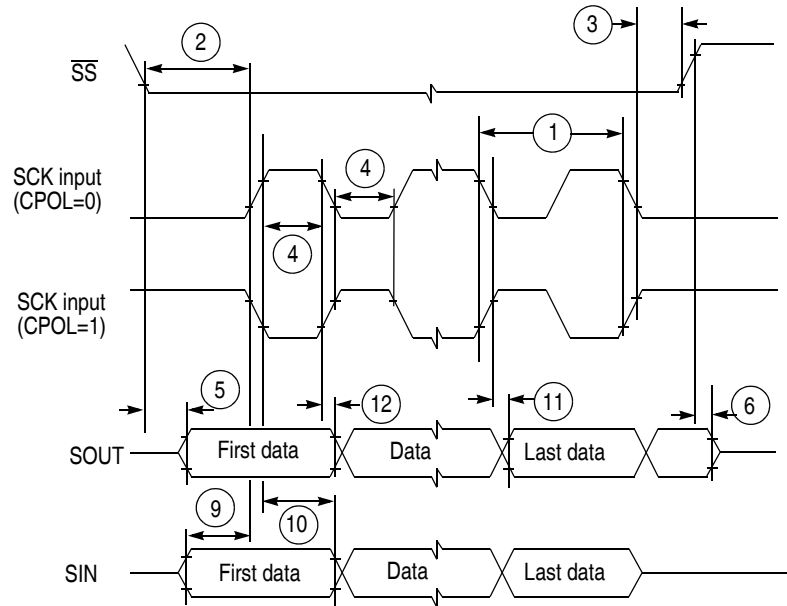 2
3
SS
1
SCK input
(CPOL=0)
4
4
SCK input
(CPOL=1)
5
12
11
6
SOUT
First data
Data
Last data
9
10
SIN
First data
Data
Last data